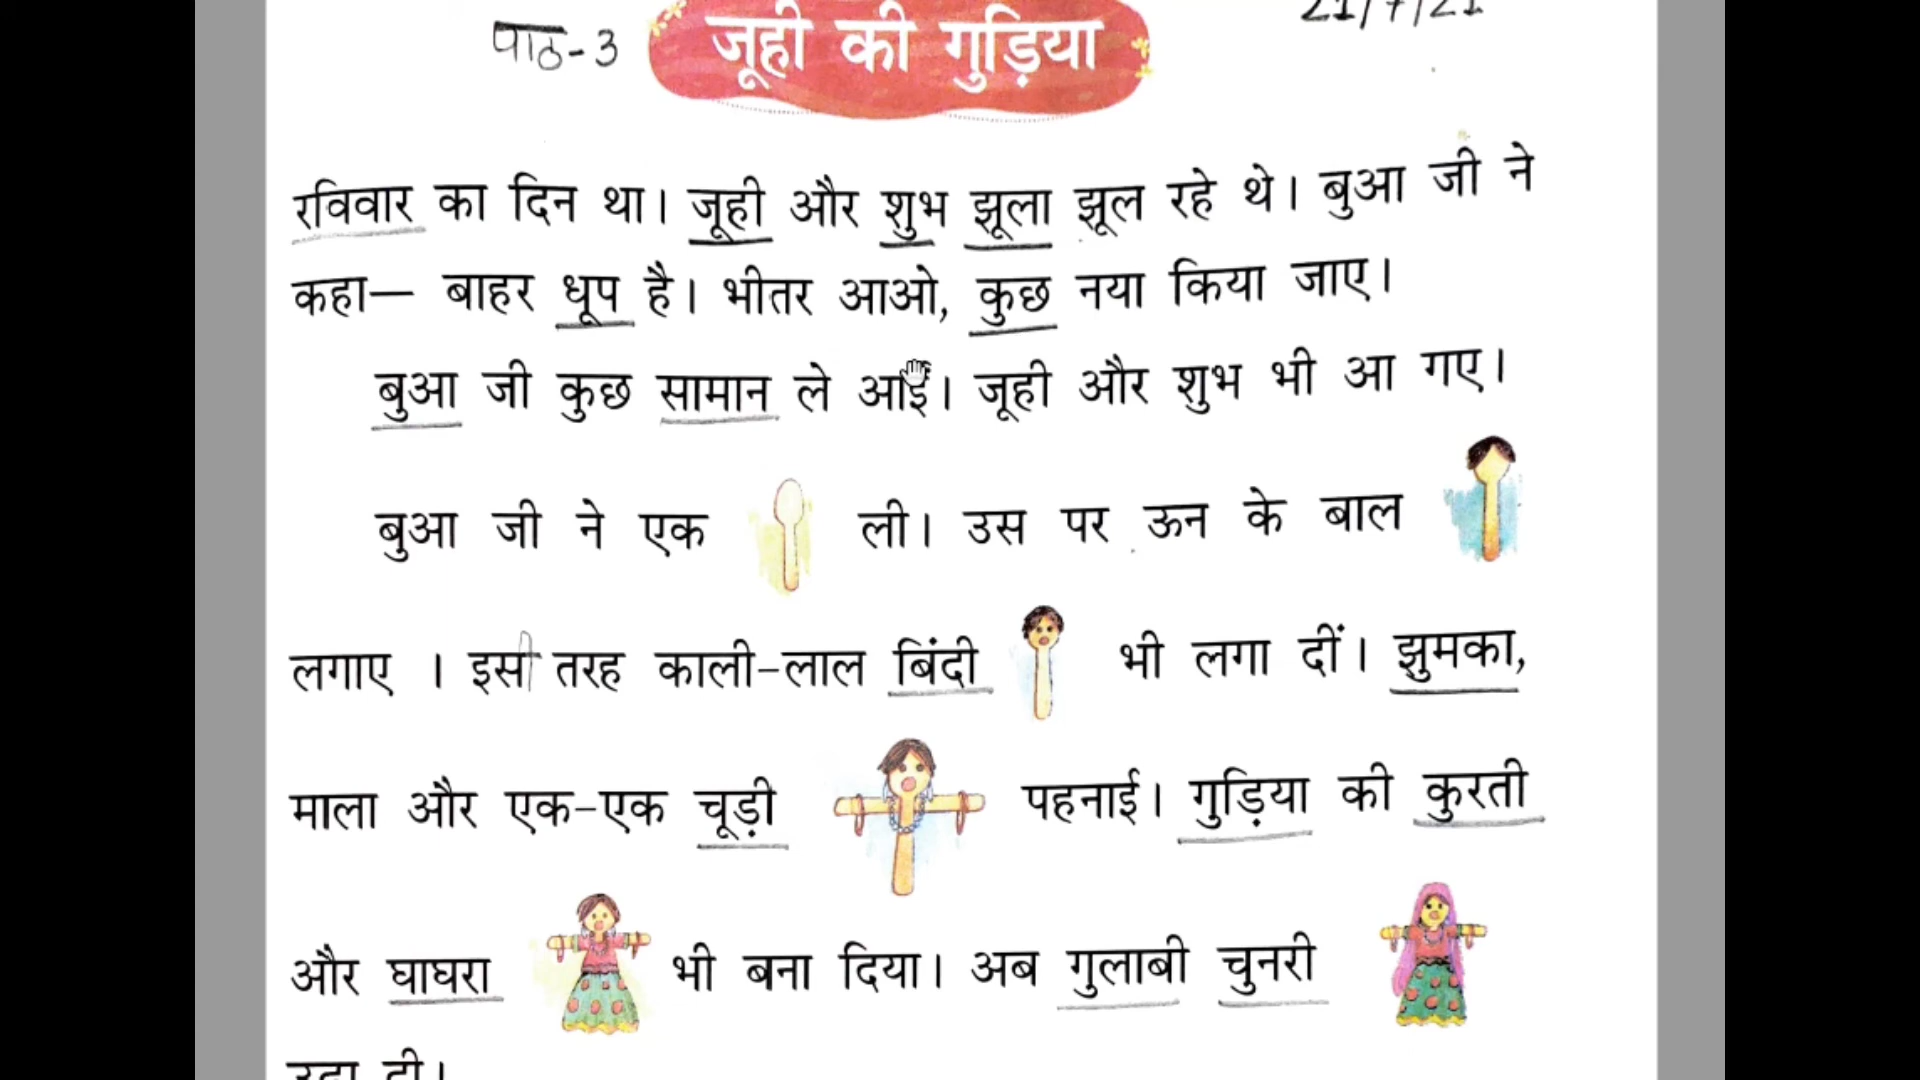 पाठ-3
जूही की गुड़िया
21/7/21
रविवार का दिन था। जूही और शुभ झूला झूल रहे थे। बुआ जी ने
कहा— बाहर धूप है। भीतर आओ, कुछ नया किया जाए।
बुआ जी कुछ सामान ले आईं। जूही और शुभ भी आ गए।
बुआ जी ने एक ली। उस पर ऊन के बाल
लगाए । इसी तरह काली-लाल बिंदी भी लगा दीं। झुमका,
माला और एक-एक चूड़ी पहनाई। गुड़िया की कुरती
और घाघरा भी बना दिया। अब गुलाबी चुनरी